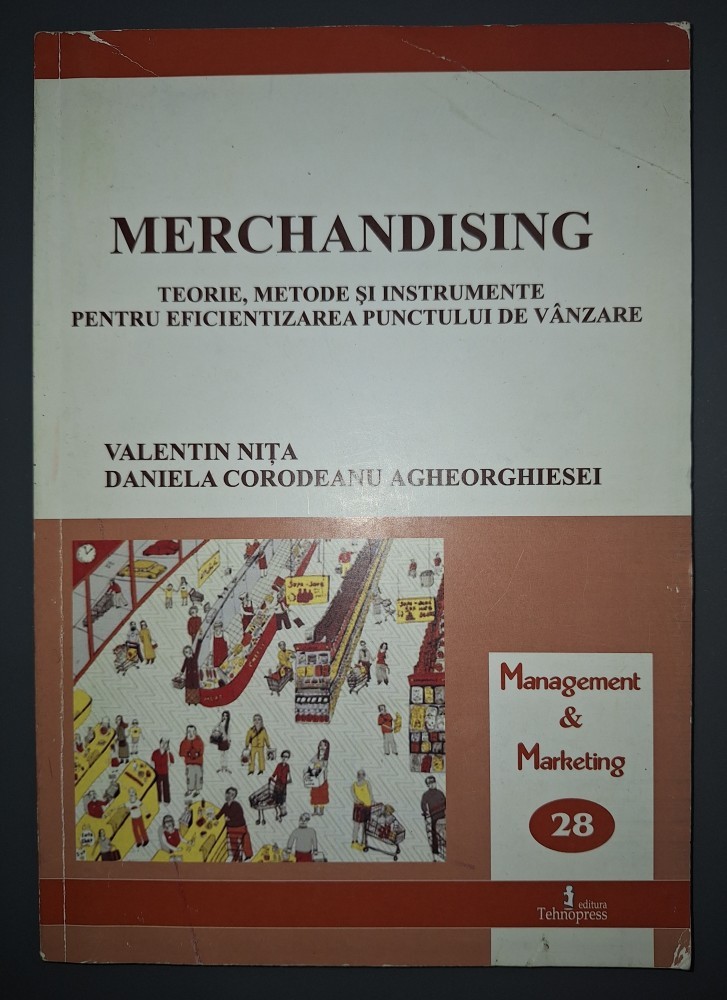 MERCHANDISING
TEORIE, METODE ŞI INSTRUMENTE
PENTRU EFICIENTIZAREA PUNCTULUI DE VÂNZARE
VALENTIN NIȚA
DANIELA CORODEANU AGHEORGHIESEI
Management
&
Marketing
28
editura
Tehnopress